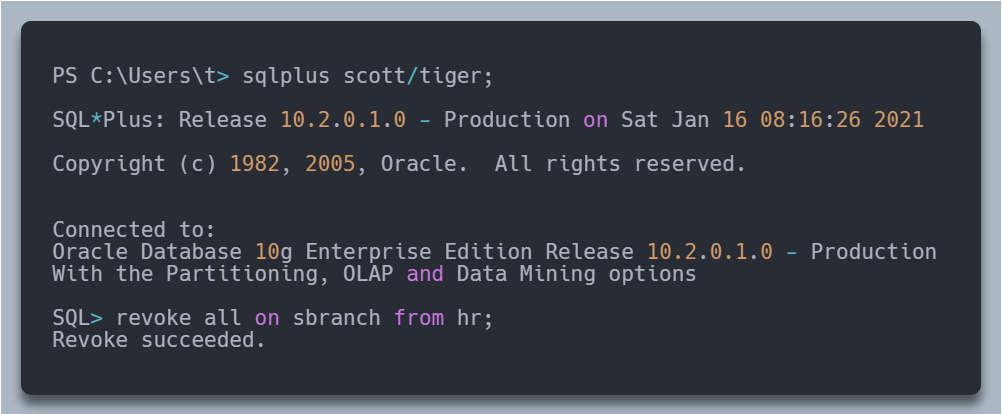 PS C:\Users\t> sqlplus scott/tiger;
SQL*Plus: Release 10.2.0.1.0 - Production on Sat Jan 16 08:16:26 2021
Copyright (c) 1982, 2005, Oracle.  All rights reserved.
Connected to:
Oracle Database 10g Enterprise Edition Release 10.2.0.1.0 - Production
With the Partitioning, OLAP and Data Mining options
SQL> revoke all on sbranch from hr;
Revoke succeeded.